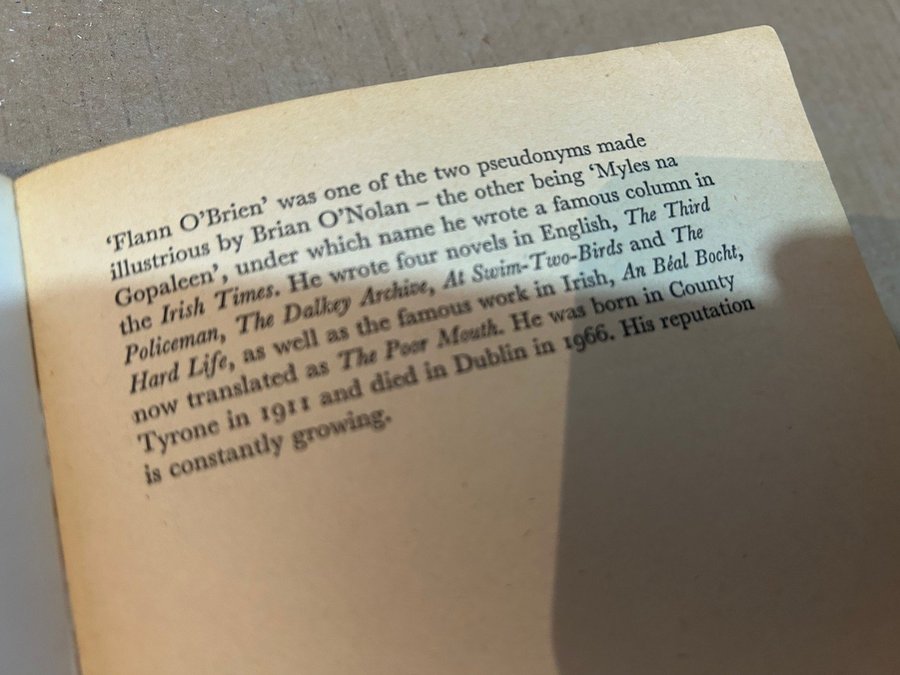 ‘Flann O’Brien’ was one of the two pseudonyms made
illustrious by Brian O’Nolan – the other being ‘Myles na
Gopaleen’, under which name he wrote a famous column in
the Irish Times. He wrote four novels in English, The Third
Policeman, The Dalkey Archive, At Swim-Two-Birds and The
Hard Life, as well as the famous work in Irish, An Béal Bocht,
now translated as The Poor Mouth. He was born in County
Tyrone in 1911 and died in Dublin in 1966. His reputation
is constantly growing.